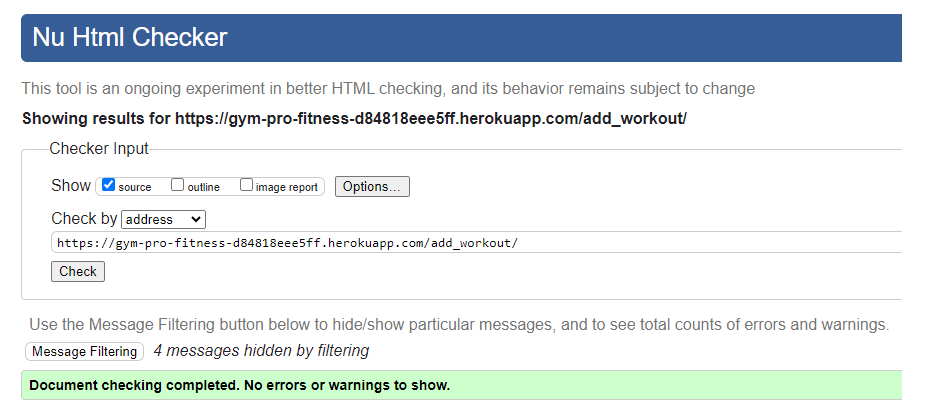 Nu Html Checker
This tool is an ongoing experiment in better HTML checking, and its behavior remains subject to change
Showing results for https://gym-pro-fitness-d84818eee5ff.herokuapp.com/add_workout/
Checker Input
Show source outline image report Options...
Check by address
https://gym-pro-fitness-d84818eee5ff.herokuapp.com/add_workout/
Check
Use the Message Filtering button below to hide/show particular messages, and to see total counts of errors and warnings.
Message Filtering 4 messages hidden by filtering
Document checking completed. No errors or warnings to show.